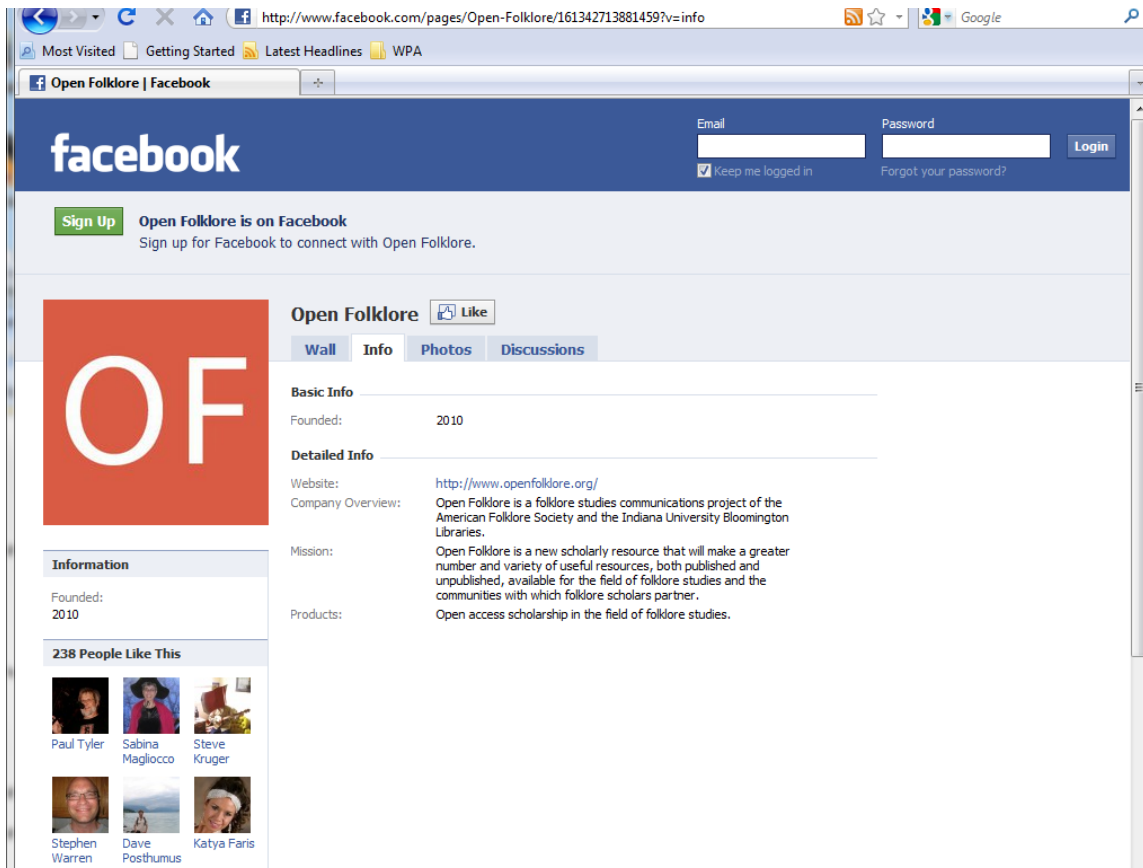 http://www.facebook.com/pages/Open-Folklore/161342713881459?v=info
Google
Most Visited Getting Started Latest Headlines WPA
Open Folklore | Facebook
facebook
Email
Password
Login
Keep me logged in
Forgot your password?
Sign Up
Open Folklore is on Facebook
Sign up for Facebook to connect with Open Folklore.
OF
Open Folklore
Like
Wall Info Photos Discussions
Basic Info
Founded: 2010
Detailed Info
Website: http://www.openfolklore.org/
Company Overview: Open Folklore is a folklore studies communications project of the
American Folklore Society and the Indiana University Bloomington
Libraries.
Mission: Open Folklore is a new scholarly resource that will make a greater
number and variety of useful resources, both published and
unpublished, available for the field of folklore studies and the
communities with which folklore scholars partner.
Products: Open access scholarship in the field of folklore studies.
Information
Founded:
2010
238 People Like This
Paul Tyler
Sabina
Magliocco
Steve
Kruger
Stephen
Warren
Dave
Posthumus
Katya Faris